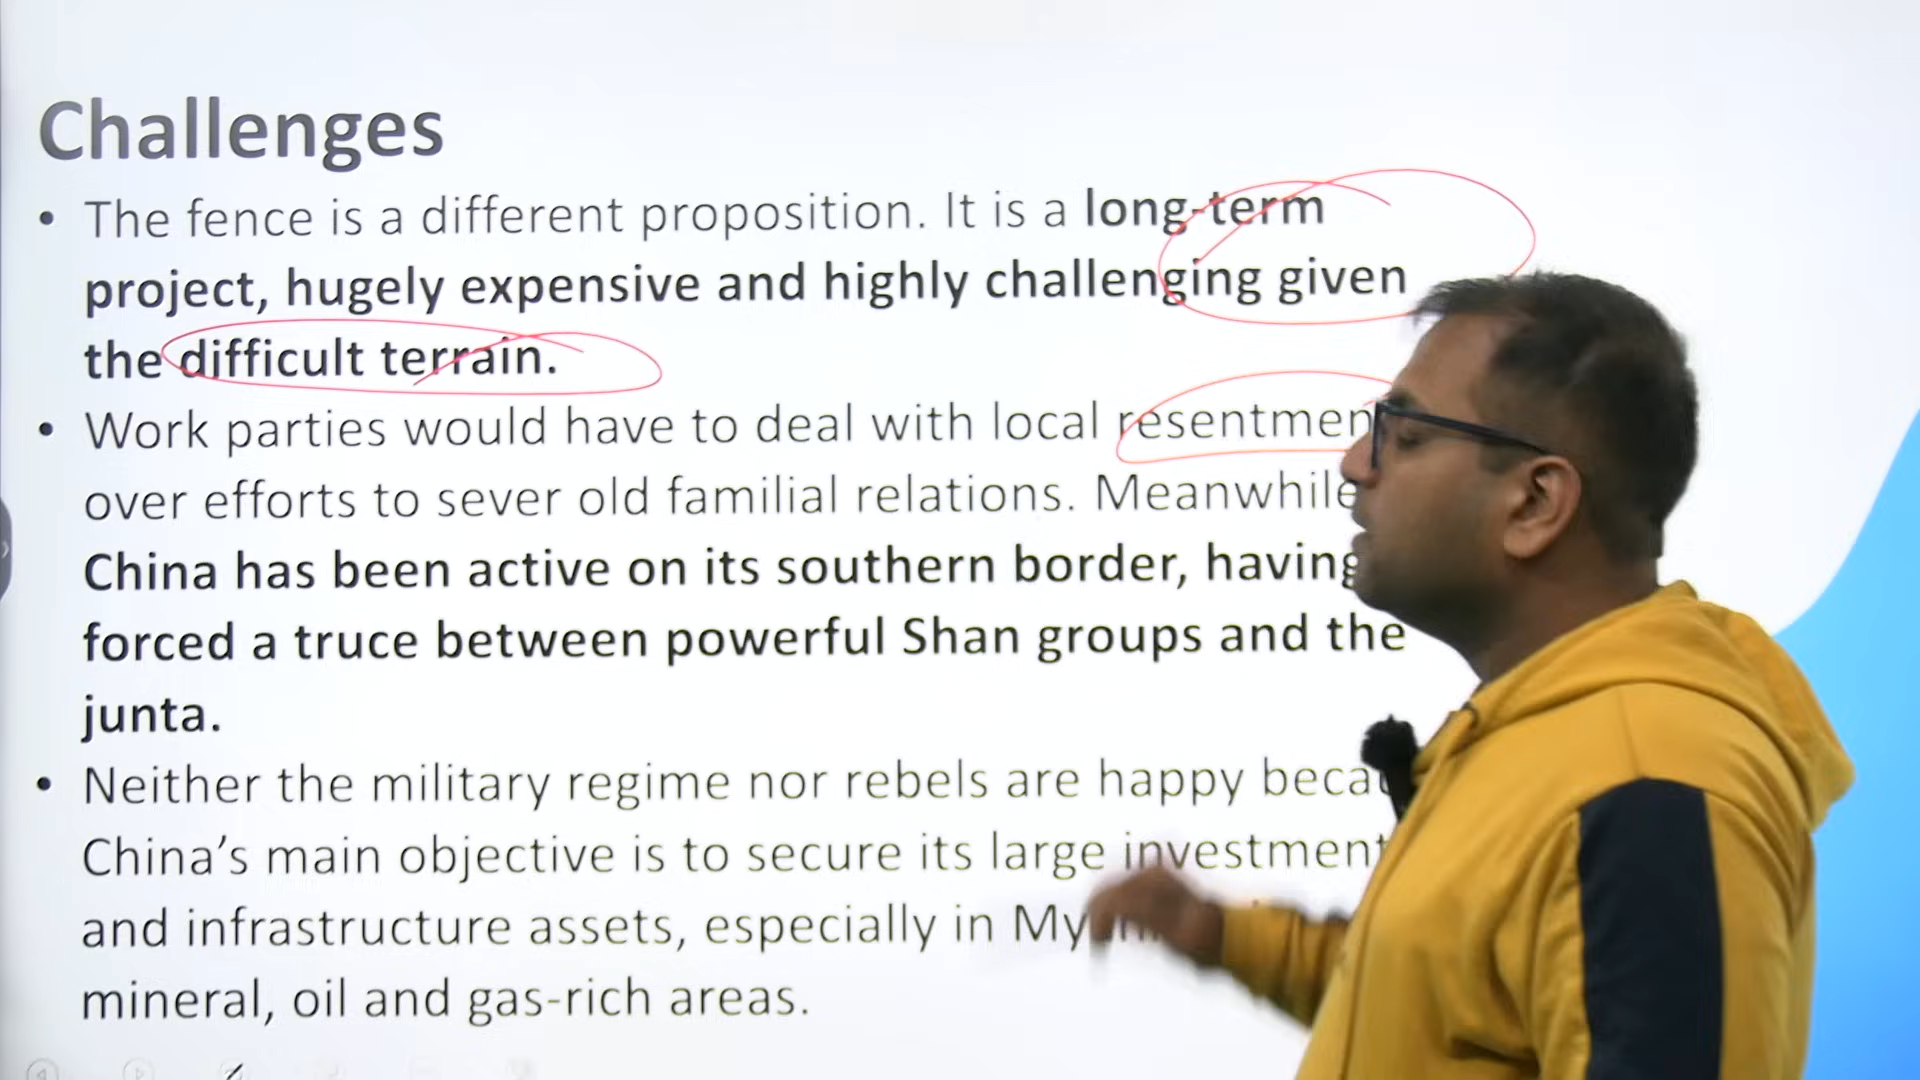 Challenges
• The fence is a different proposition. It is a long-term
project, hugely expensive and highly challenging given
the difficult terrain.
• Work parties would have to deal with local
over efforts to sever old familial relations. Meanwhile
China has been active on its southern border, having
forced a truce between powerful Shan groups and the
junta.
• Neither the military regime nor rebels are happy
China's main objective is to secure its large
and infrastructure assets, especially in
mineral, oil and gas-rich areas.